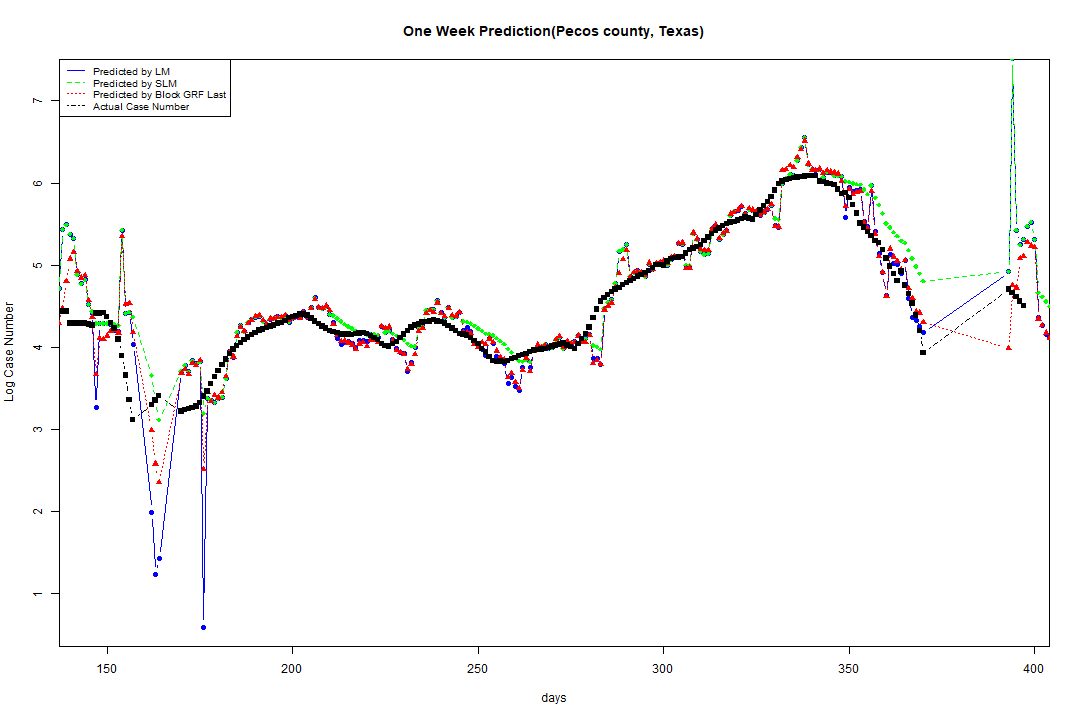 One Week Prediction(Pecos county, Texas)
Predicted by LM
Predicted by SLM
Predicted by Block GRF Last
Actual Case Number
7
6
5
4
3
2
1
Log Case Number
150 200 250 300 350 400
days